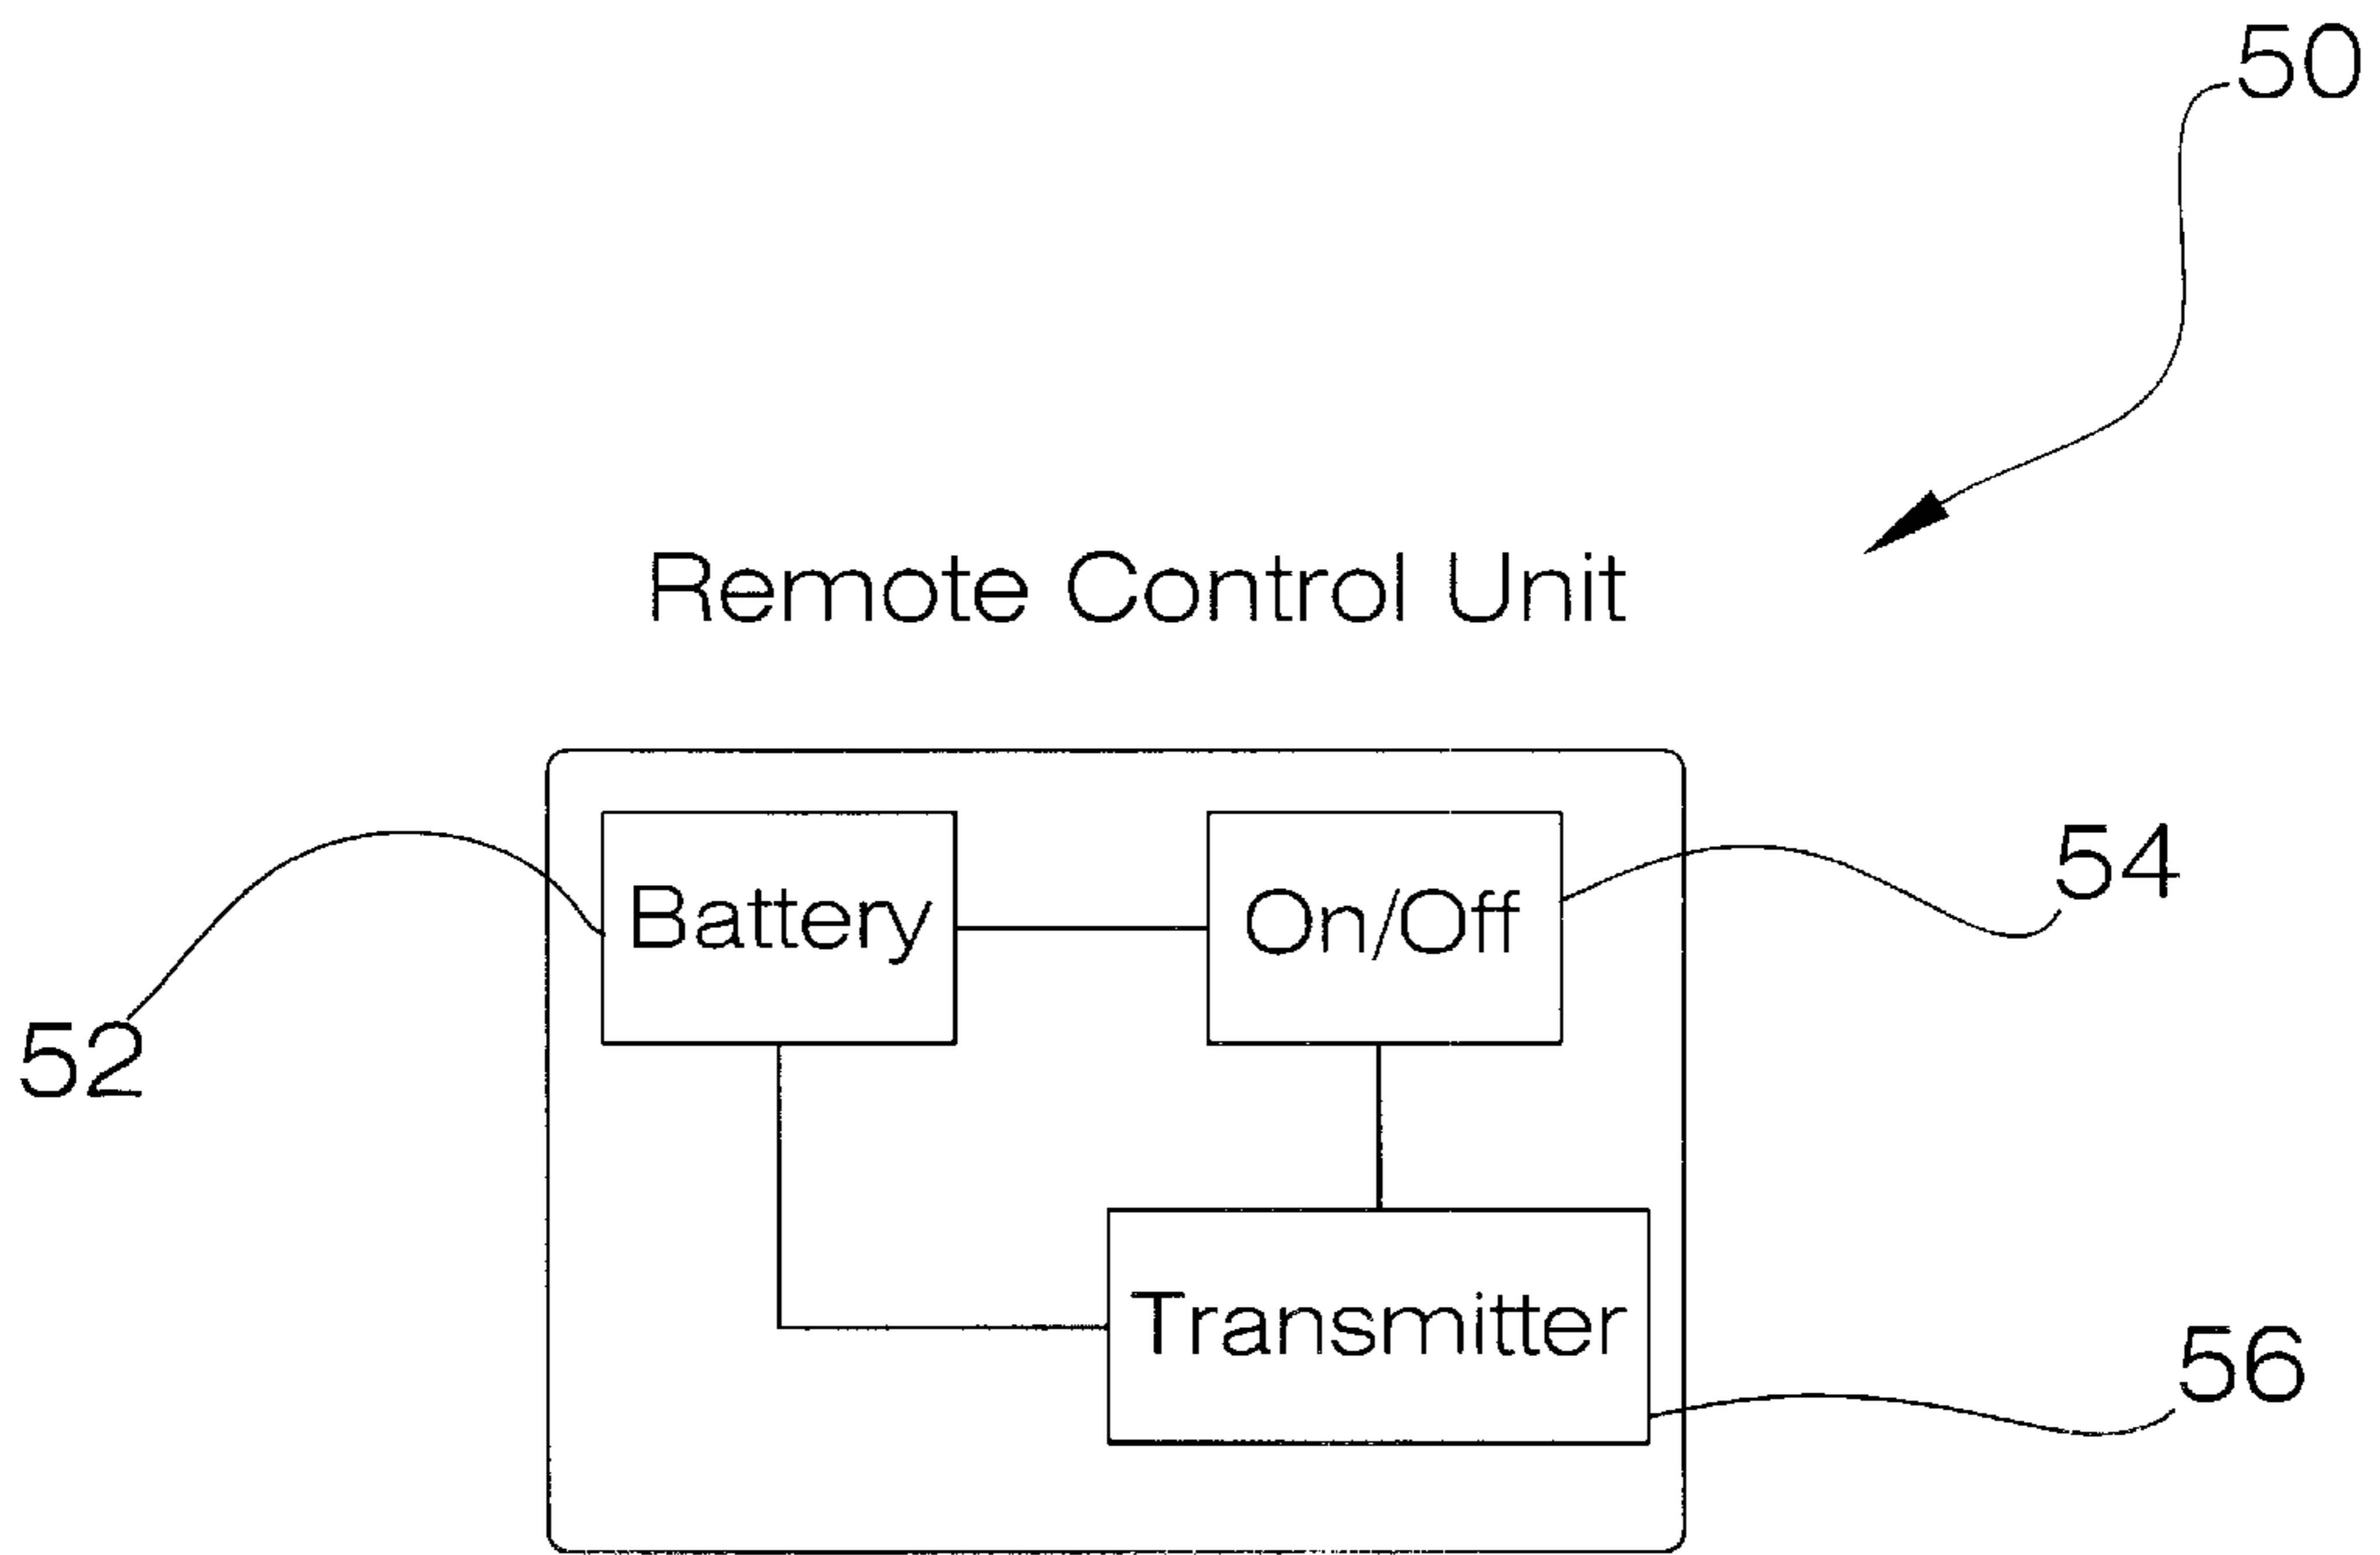 50
Remote Control Unit
Battery
On/Off
54
52
Transmitter
56